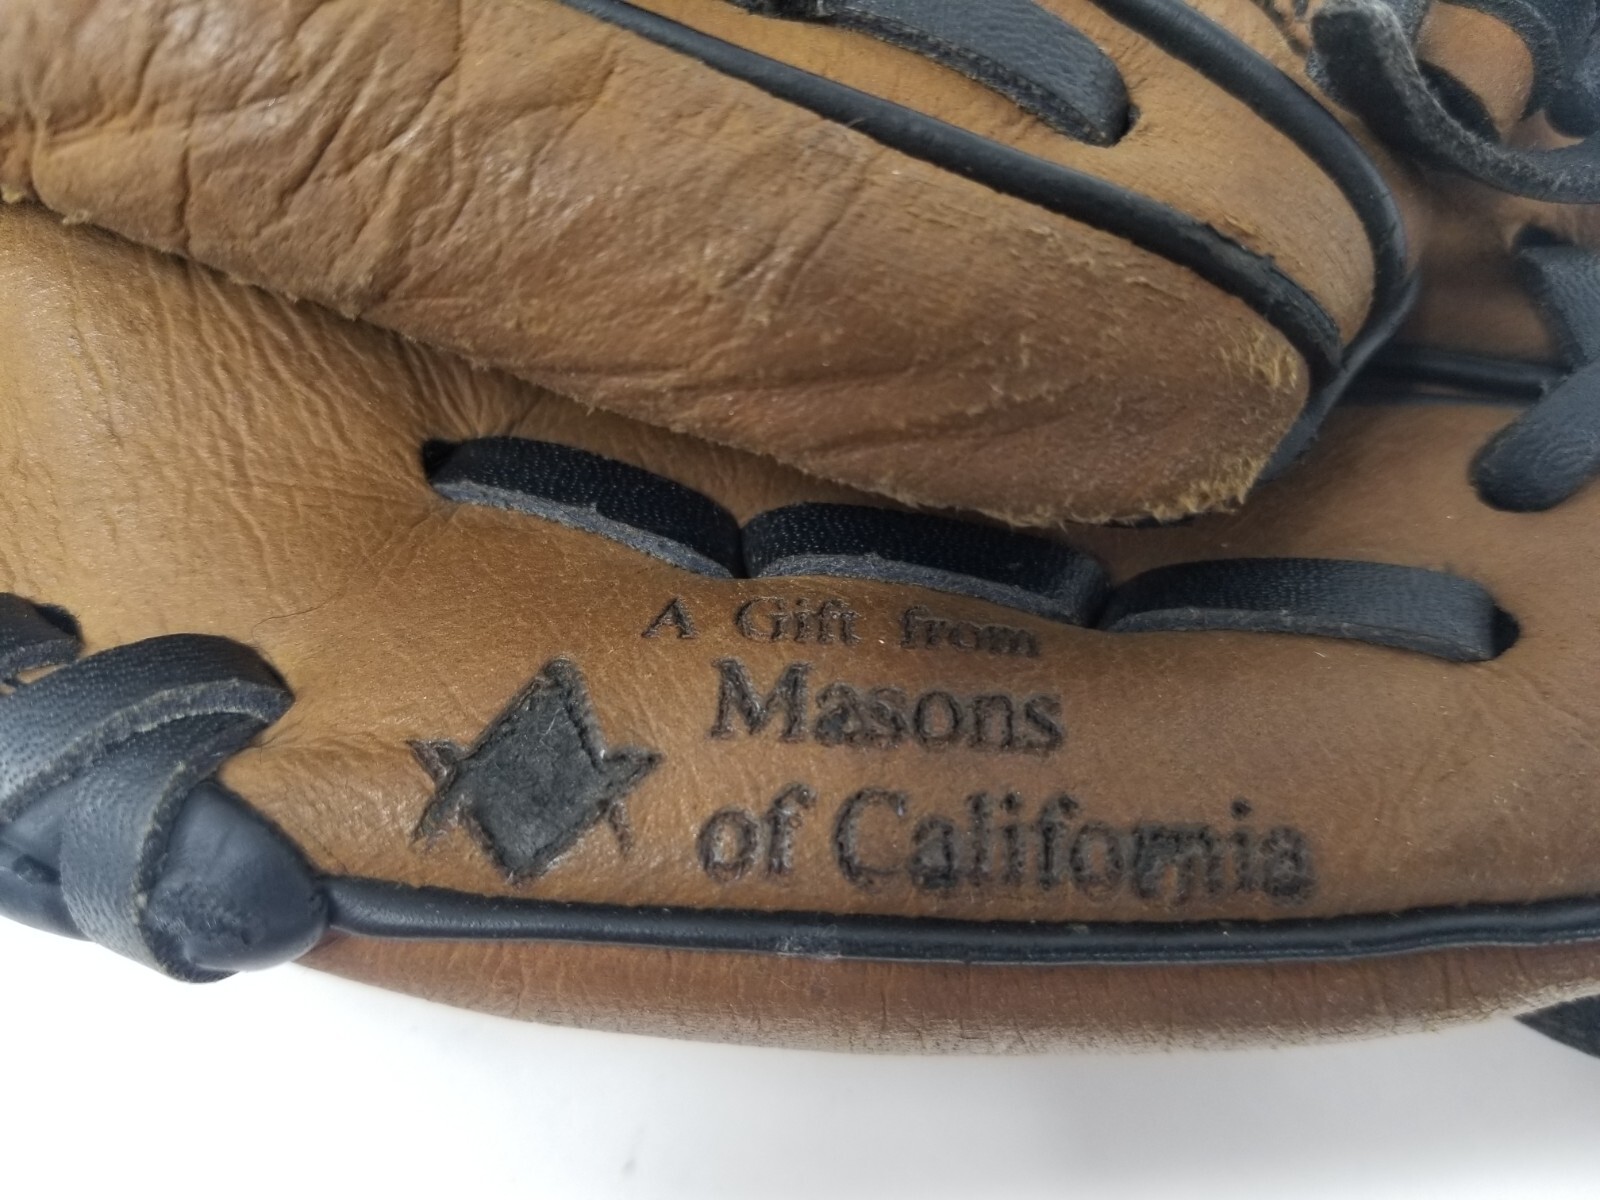 A Gift from
Masons
of California